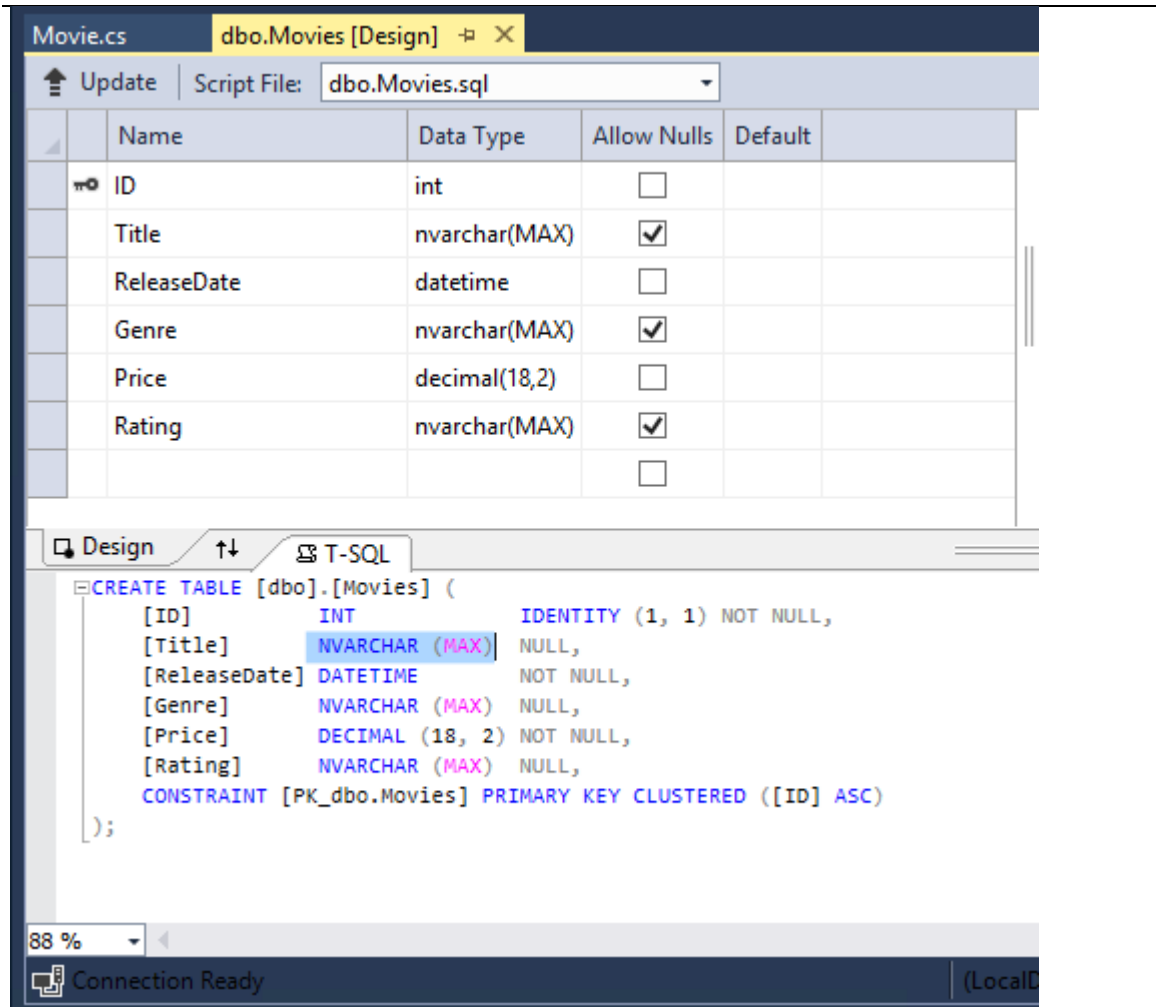 Movie.cs dbo.Movies [Design]
Update Script File: dbo.Movies.sql
Name Data Type Allow Nulls Default
ID int
Title nvarchar(MAX)
ReleaseDate datetime
Genre nvarchar(MAX)
Price decimal(18,2)
Rating nvarchar(MAX)
Design T-SQL
CREATE TABLE [dbo].[Movies] (
[ID] INT IDENTITY (1, 1) NOT NULL,
[Title] NVARCHAR (MAX) NULL,
[ReleaseDate] DATETIME NOT NULL,
[Genre] NVARCHAR (MAX) NULL,
[Price] DECIMAL (18, 2) NOT NULL,
[Rating] NVARCHAR (MAX) NULL,
CONSTRAINT [PK_dbo.Movies] PRIMARY KEY CLUSTERED ([ID] ASC)
);
88 %
Connection Ready (LocalD